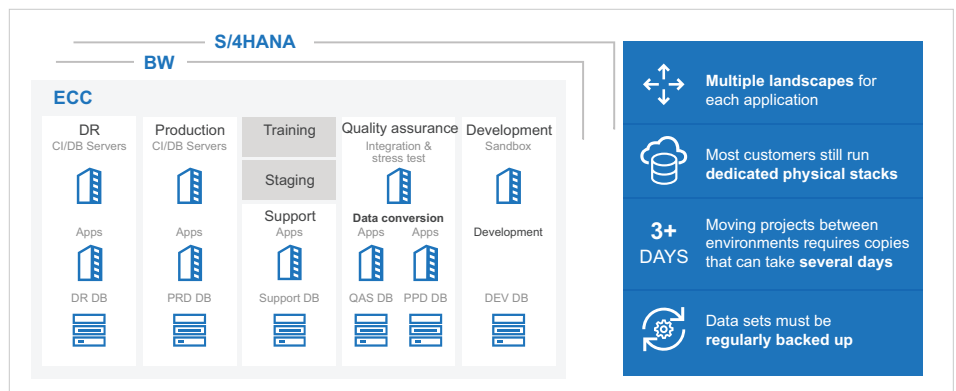 S/4HANA
BW
ECC
DR
CI/DB Servers
Apps
DR DB
Production
CI/DB Servers
Apps
PRD DB
Training
Staging
Support
Apps
Support DB
Quality assurance
Integration &
stress test
Data conversion
Apps Apps
QAS DB PPD DB
Development
Sandbox
Development
DEV DB
Multiple landscapes for
each application
Most customers still run
dedicated physical stacks
3+
DAYS
Moving projects between
environments requires copies
that can take several days
Data sets must be
regularly backed up